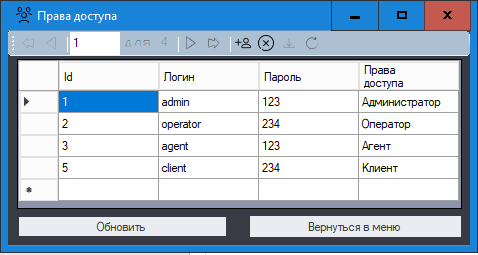 Права доступа
1 для 4
Id Логин Пароль Права доступа
1 admin 123 Администратор
2 operator 234 Оператор
3 agent 123 Агент
5 client 234 Клиент
Обновить Вернуться в меню